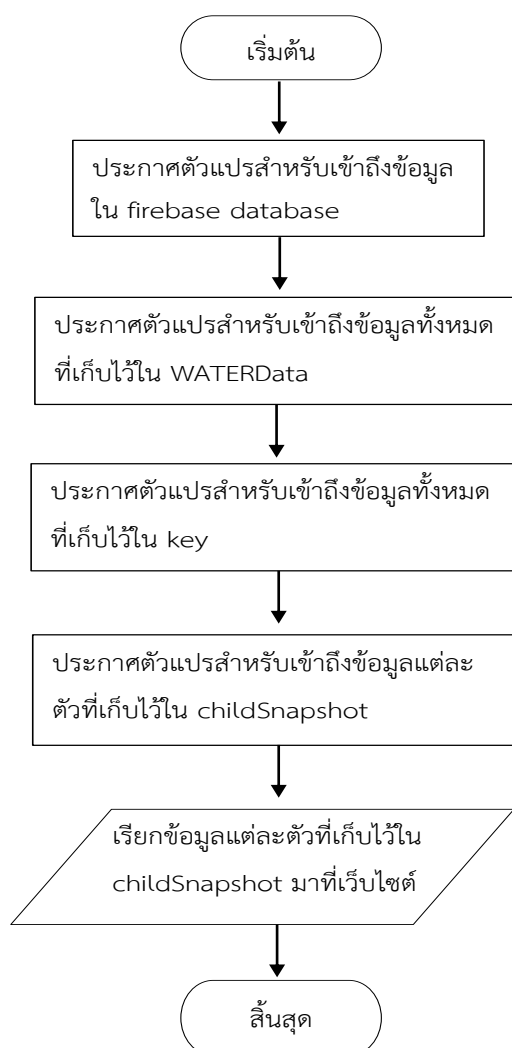 เริ่มต้น
ประกาศตัวแปรสำหรับเข้าถึงข้อมูล
ใน firebase database
ประกาศตัวแปรสำหรับเข้าถึงข้อมูลทั้งหมด
ที่เก็บไว้ใน WATERData
ประกาศตัวแปรสำหรับเข้าถึงข้อมูลทั้งหมด
ที่เก็บไว้ใน key
ประกาศตัวแปรสำหรับเข้าถึงข้อมูลแต่ละ
ตัวที่เก็บไว้ใน childSnapshot
เรียกข้อมูลแต่ละตัวที่เก็บไว้ใน
childSnapshot มาที่เว็บไซต์
สิ้นสุด